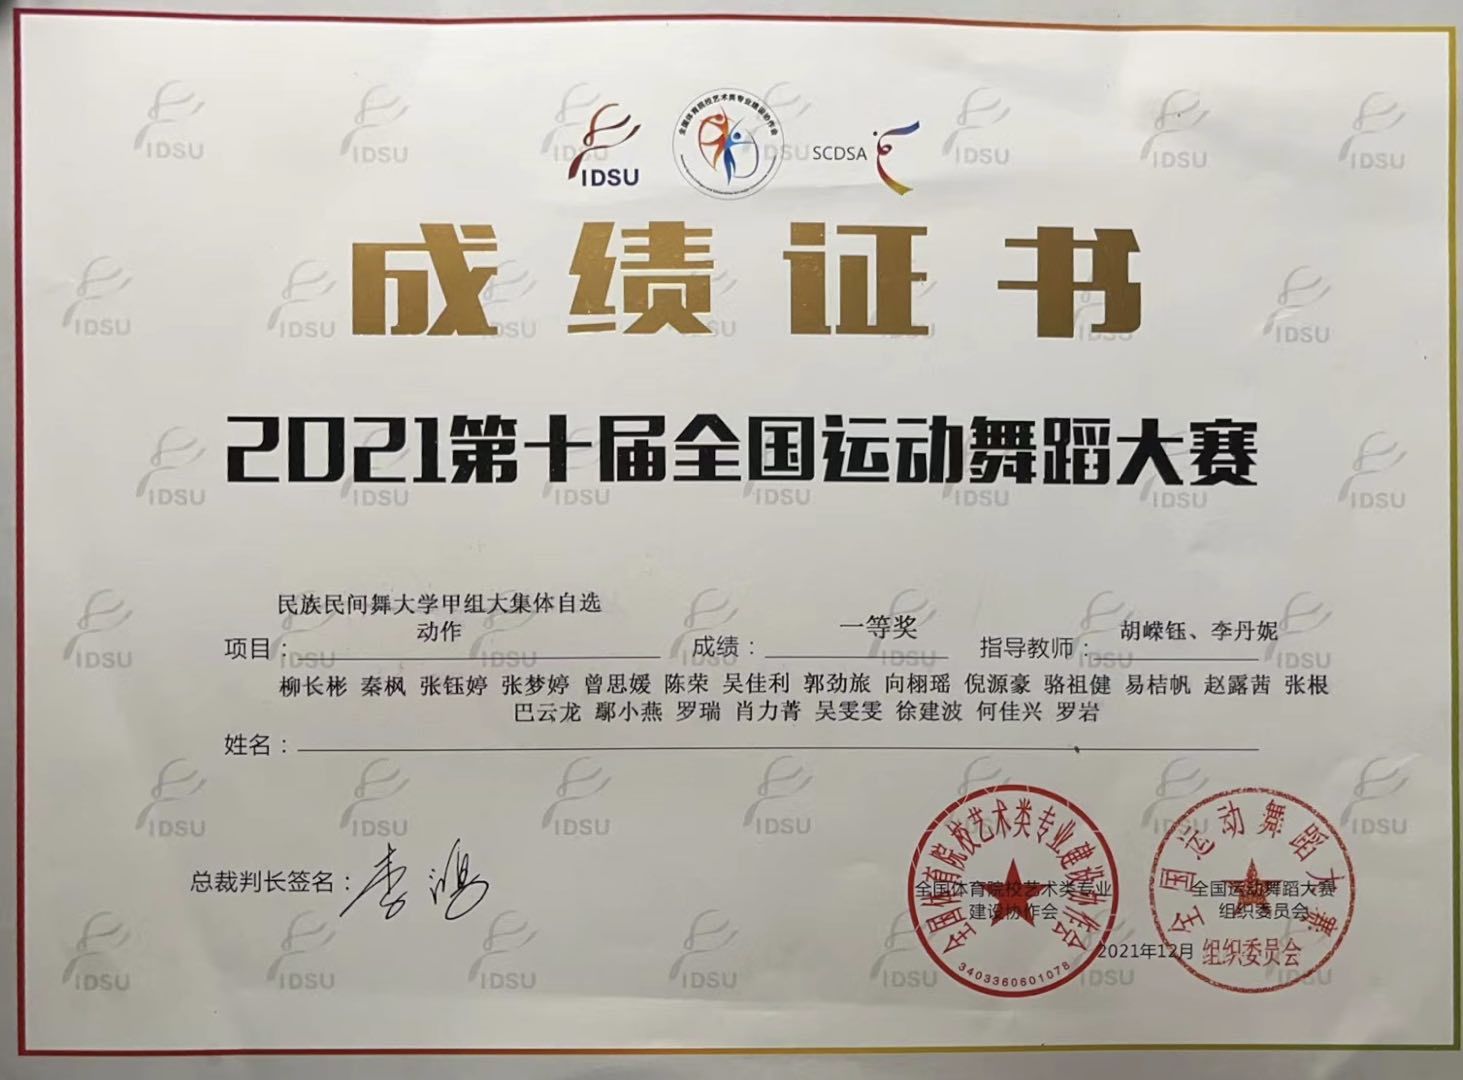 IDSU
全国体育院校艺术类专业建设协作会
SCDSA
成绩证书
2021第十届全国运动舞蹈大赛
民族民间舞大学甲组大集体自选
动作
项目：
成绩：
一等奖
指导教师：
胡嵘钰、李丹妮
柳长彬 秦枫 张钰婷 张梦婷 曾思媛 陈荣 吴佳利 郭劲旅 向栩瑶 倪源豪 骆祖健 易桔帆 赵露茜 张根
巴云龙 鄢小燕 罗瑞 肖力菁 吴雯雯 徐建波 何佳兴 罗岩
姓名：
总裁判长签名：
李鸿
全国体育院校艺术类专业建设协作会
全国体育院校艺术类专业
建设协作会
3403360601078
全国运动舞蹈大赛
全国运动舞蹈大赛
组织委员会
2021年12月
组织委员会